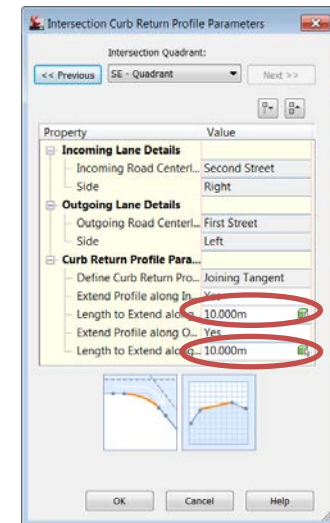 Intersection Curb Return Profile Parameters
Intersection Quadrant:
<< Previous SE - Quadrant Next >>
Property Value
Incoming Lane Details
Incoming Road Centerl... Second Street
Side Right
Outgoing Lane Details
Outgoing Road Centerl... First Street
Side Left
Curb Return Profile Para...
Define Curb Return Pro... Joining Tangent
Extend Profile along In... Yes
Length to Extend along... 10.000m
Extend Profile along O... Yes
Length to Extend along... 10.000m
OK Cancel Help